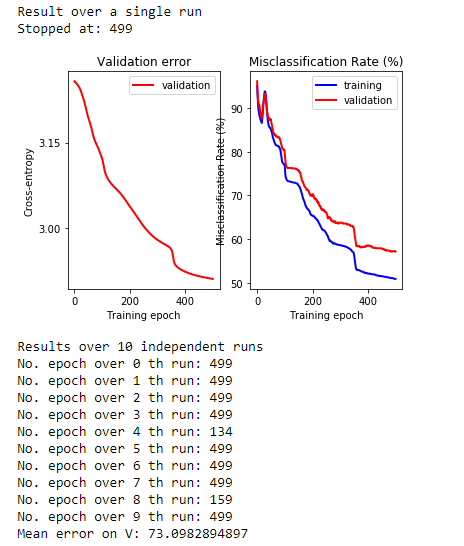 Result over a single run
Stopped at: 499
Validation error
validation
3.15
3.00
Cross-entropy
0
200
400
Training epoch
Misclassification Rate (%)
training
validation
90
80
70
60
50
Misclassification Rate (%)
0
200
400
Training epoch
Results over 10 independent runs
No. epoch over 0 th run: 499
No. epoch over 1 th run: 499
No. epoch over 2 th run: 499
No. epoch over 3 th run: 499
No. epoch over 4 th run: 134
No. epoch over 5 th run: 499
No. epoch over 6 th run: 499
No. epoch over 7 th run: 499
No. epoch over 8 th run: 159
No. epoch over 9 th run: 499
Mean error on V: 73.0982894897